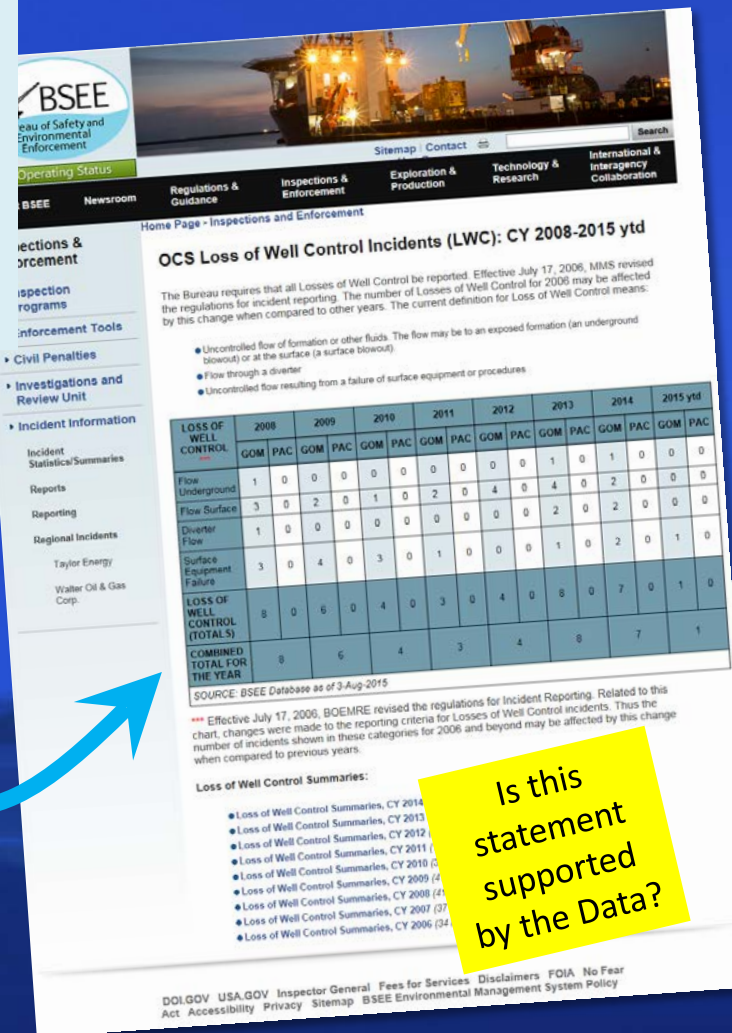 BSEE
eau of Safety and
Environmental
Enforcement
Operating Status
Sitemap | Contact
Search
BSEE
Newsroom
Regulations &
Guidance
Inspections &
Enforcement
Exploration &
Production
Technology &
Research
International &
Interagency
Collaboration
Home Page - Inspections and Enforcement
ections &
orcement
spection
rograms
nforcement Tools
Civil Penalties
Investigations and
Review Unit
Incident Information
Incident
Statistics/Summaries
Reports
Reporting
Regional Incidents
Taylor Energy
Walter Oil & Gas
Corp.
OCS Loss of Well Control Incidents (LWC): CY 2008-2015 ytd
The Bureau requires that all Losses of Well Control be reported. Effective July 17, 2006, MMS revised
the regulations for incident reporting. The number of Losses of Well Control for 2006 may be affected
by this change when compared to other years. The current definition for Loss of Well Control means:
Uncontrolled flow of formation or other fluids. The flow may be to an exposed formation (an underground
blowout) or at the surface (a surface blowout).
Flow through a diverter
Uncontrolled flow resulting from a failure of surface equipment or procedures
LOSS OF WELL CONTROL *** 2008 2009 2010 2011 2012 2013 2014 2015 ytd
GOM PAC GOM PAC GOM PAC GOM PAC GOM PAC GOM PAC GOM PAC GOM PAC
Flow Underground 1 0 0 0 0 0 0 0 0 0 1 0 1 0 0 0
Flow Surface 3 0 2 0 1 0 2 0 4 0 4 0 2 0 0 0
Diverter Flow 1 0 0 0 0 0 0 0 0 0 2 0 2 0 0 0
Surface Equipment Failure 3 0 4 0 3 0 1 0 0 0 1 0 2 0 1 0
LOSS OF WELL CONTROL (TOTALS) 8 0 6 0 4 0 3 0 4 0 8 0 7 0 1 0
COMBINED TOTAL FOR THE YEAR 8 6 4 3 4 8 7 1
SOURCE: BSEE Database as of 3-Aug-2015
*** Effective July 17, 2006, BOEMRE revised the regulations for Incident Reporting. Related to this
chart, changes were made to the reporting criteria for Losses of Well Control incidents. Thus the
number of incidents shown in these categories for 2006 and beyond may be affected by this change
when compared to previous years.
Loss of Well Control Summaries:
Loss of Well Control Summaries, CY 2014
Loss of Well Control Summaries, CY 2013
Loss of Well Control Summaries, CY 2012 (
Loss of Well Control Summaries, CY 2011 (
Loss of Well Control Summaries, CY 2010 (3
Loss of Well Control Summaries, CY 2009 (4
Loss of Well Control Summaries, CY 2008 (41
Loss of Well Control Summaries, CY 2007 (37
Loss of Well Control Summaries, CY 2006 (34
Is this
statement
supported
by the Data?
DOI.GOV USA.GOV Inspector General Fees for Services Disclaimers FOIA No Fear
Act Accessibility Privacy Sitemap BSEE Environmental Management System Policy